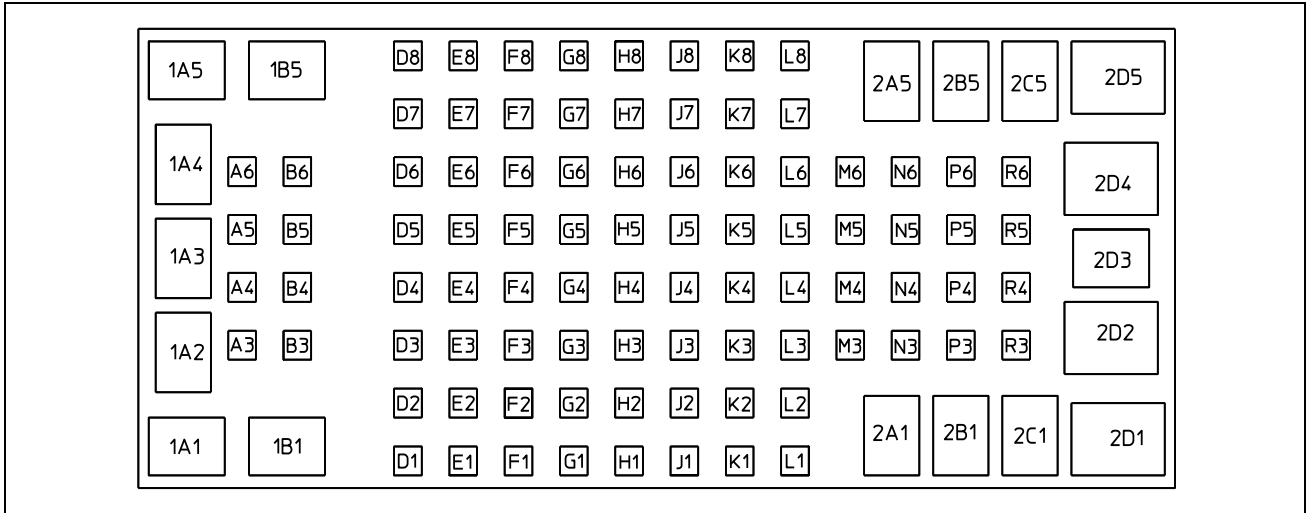 1A5 1B5 D8 E8 F8 G8 H8 J8 K8 L8 2A5 2B5 2C5 2D5
D7 E7 F7 G7 H7 J7 K7 L7
1A4 A6 B6 D6 E6 F6 G6 H6 J6 K6 L6 M6 N6 P6 R6 2D4
A5 B5 D5 E5 F5 G5 H5 J5 K5 L5 M5 N5 P5 R5
1A3 2D3
A4 B4 D4 E4 F4 G4 H4 J4 K4 L4 M4 N4 P4 R4
1A2 A3 B3 D3 E3 F3 G3 H3 J3 K3 L3 M3 N3 P3 R3 2D2
D2 E2 F2 G2 H2 J2 K2 L2
1A1 1B1 D1 E1 F1 G1 H1 J1 K1 L1 2A1 2B1 2C1 2D1